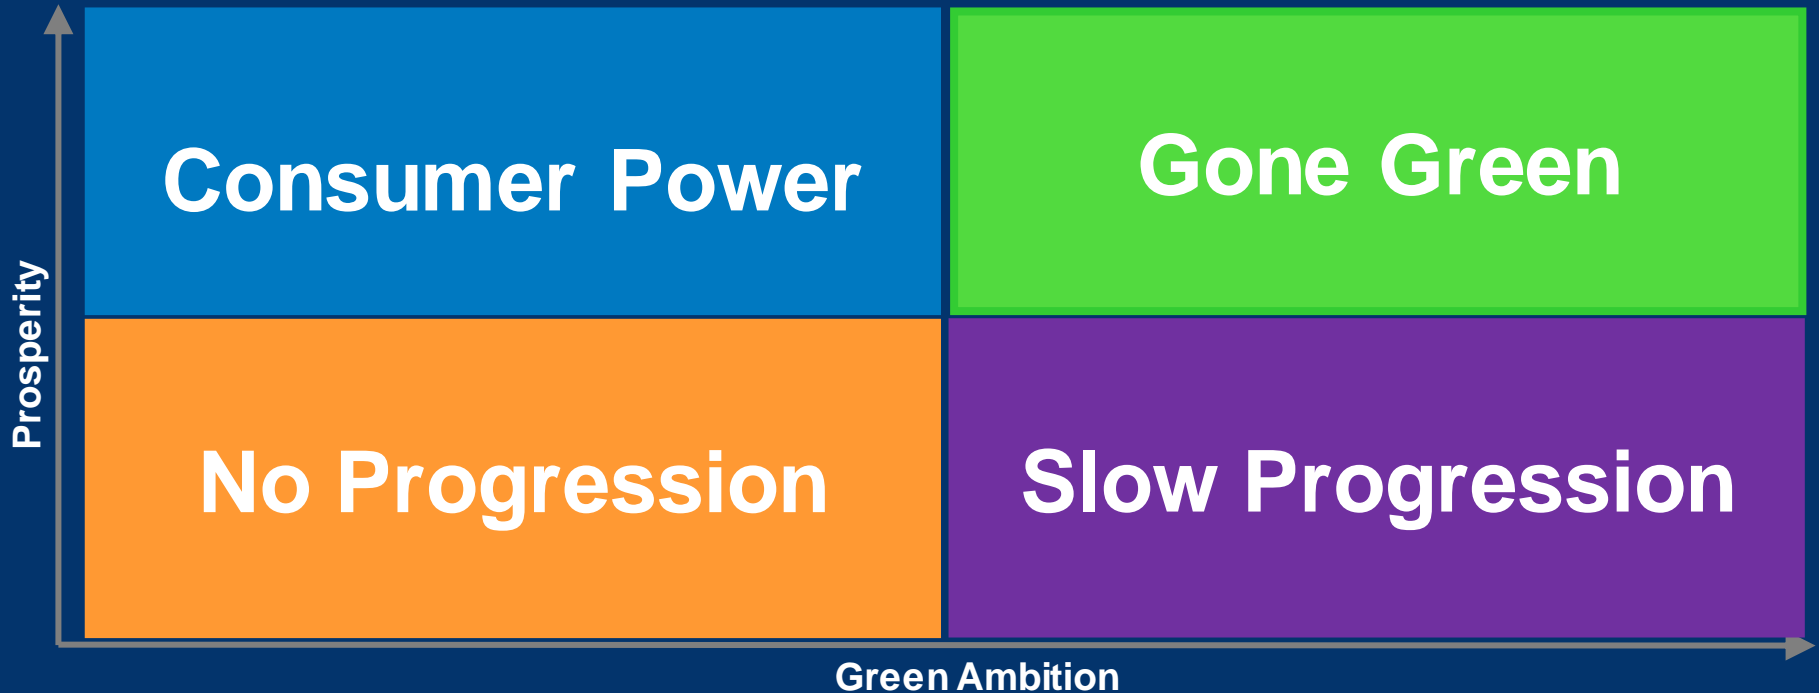 Consumer Power
Gone Green
Prosperity
No Progression
Slow Progression
Green Ambition